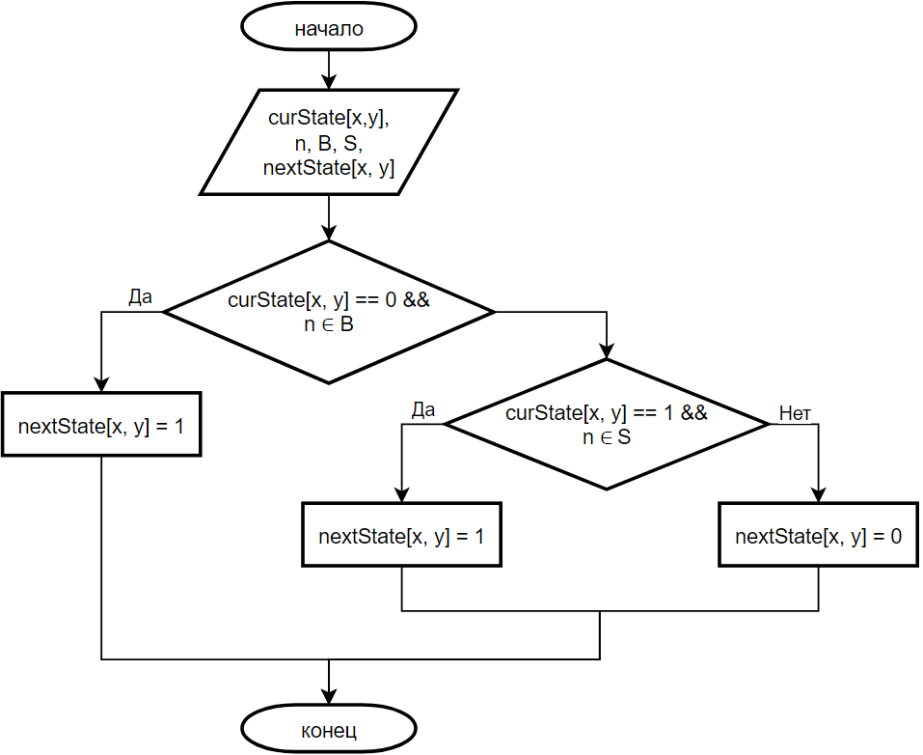 начало
curState[x,y],
n, B, S,
nextState[x, y]
Да
curState[x, y] == 0 &&
n ∈ B
nextState[x, y] = 1
Да
curState[x, y] == 1 &&
n ∈ S
Нет
nextState[x, y] = 1
nextState[x, y] = 0
конец